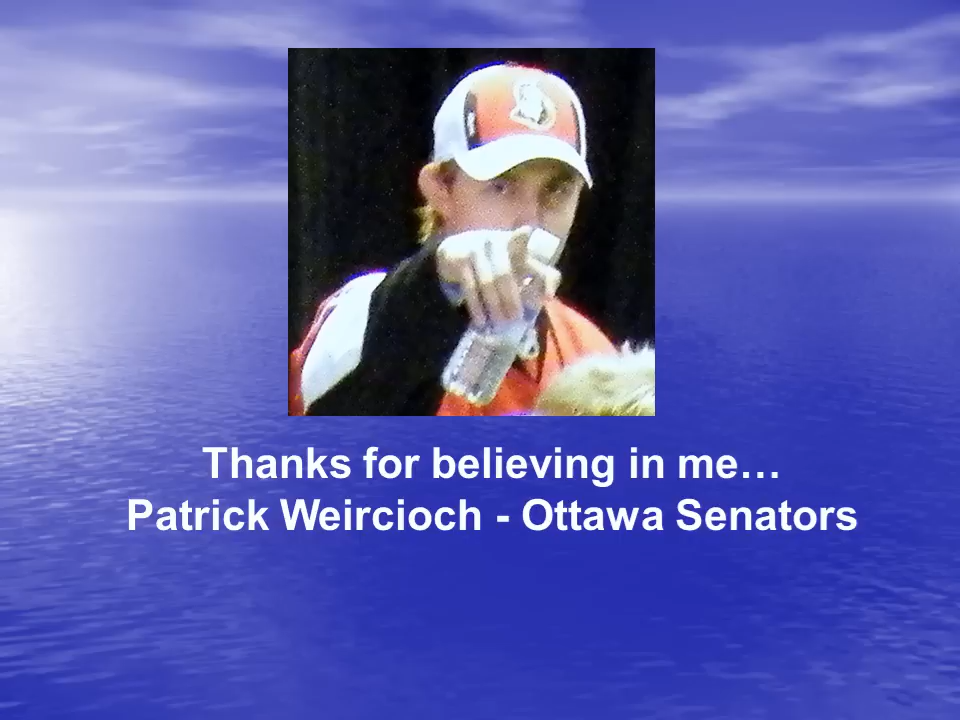 Thanks for believing in me…
Patrick Weircioch - Ottawa Senators